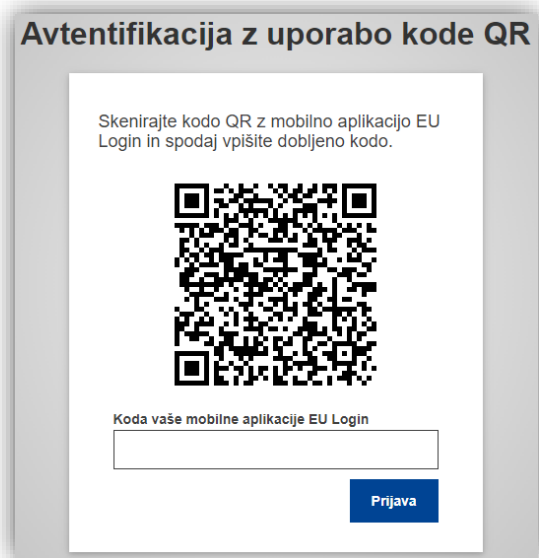 Avtentifikacija z uporabo kode QR
Skenirajte kodo QR z mobilno aplikacijo EU
Login in spodaj vpišite dobljeno kodo.
Koda vaše mobilne aplikacije EU Login
Prijava